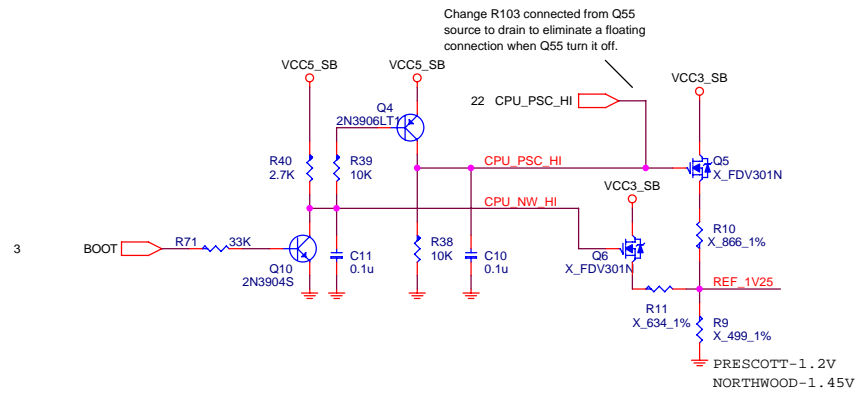 Change R103 connected from Q55
source to drain to eliminate a floating
connection when Q55 turn it off.
VCC5_SB
VCC5_SB
VCC3_SB
22 CPU_PSC_HI
Q4
2N3906LT1
R40
2.7K
R39
10K
CPU_PSC_HI
Q5
X_FDV301N
VCC3_SB
CPU_NW_HI
3
BOOT
R71
33K
Q10
2N3904S
C11
0.1u
R38
10K
C10
0.1u
Q6
X_FDV301N
R10
X_866_1%
REF_1V25
R11
X_634_1%
R9
X_499_1%
PRESCOTT-1.2V
NORTHWOOD-1.45V